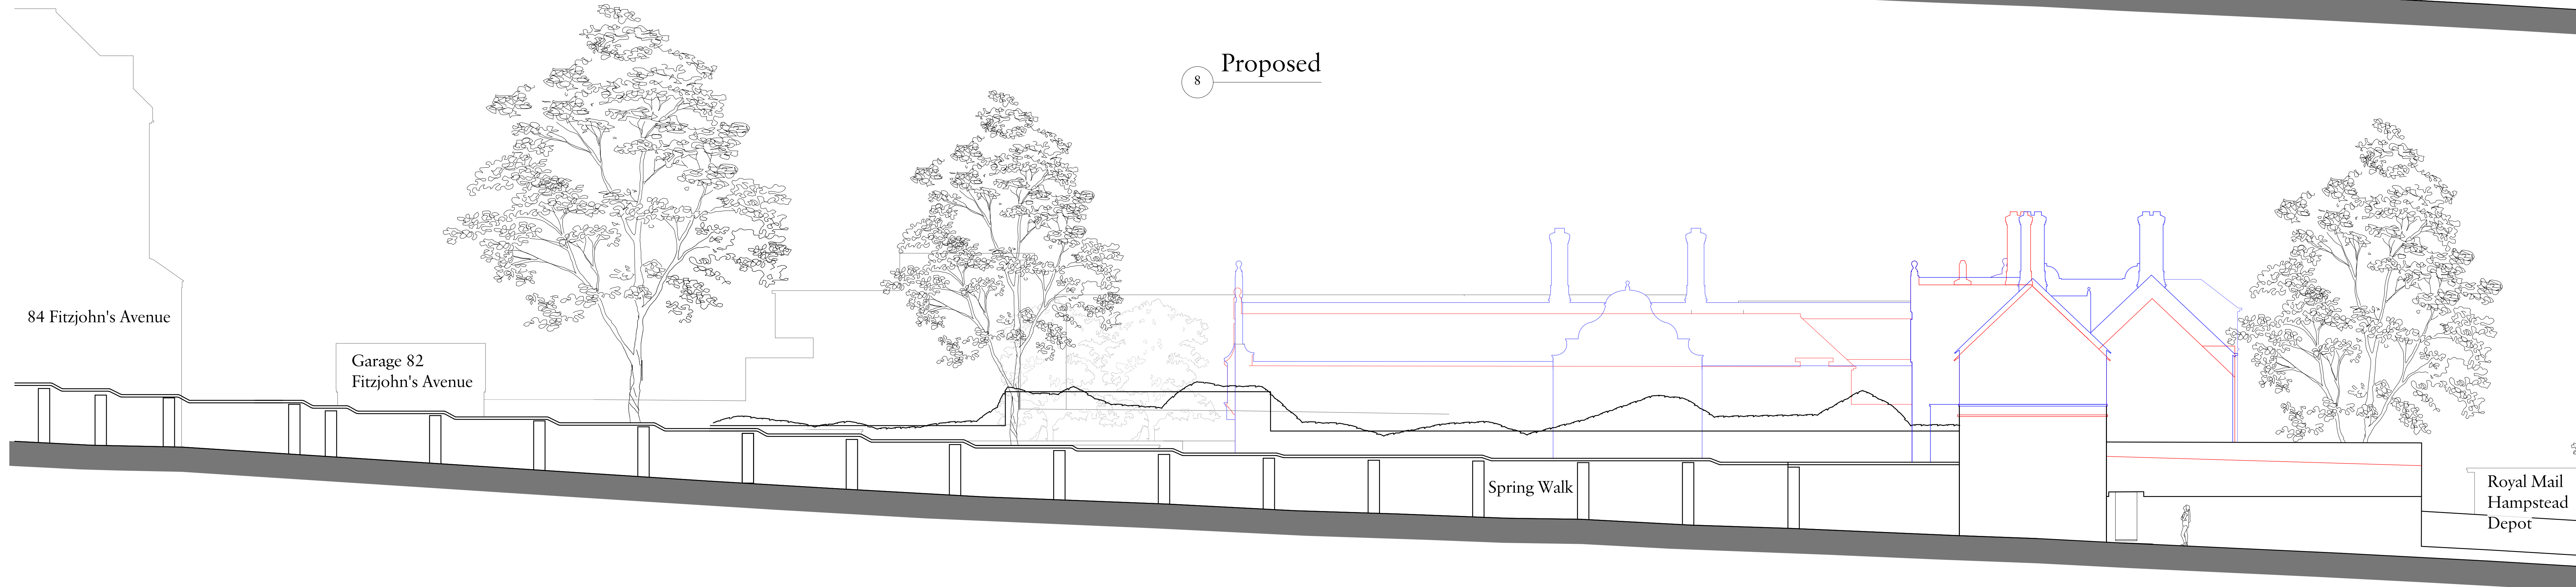 8
Proposed
84 Fitzjohn's Avenue
Garage 82
Fitzjohn's Avenue
Spring Walk
Royal Mail
Hampstead
Depot